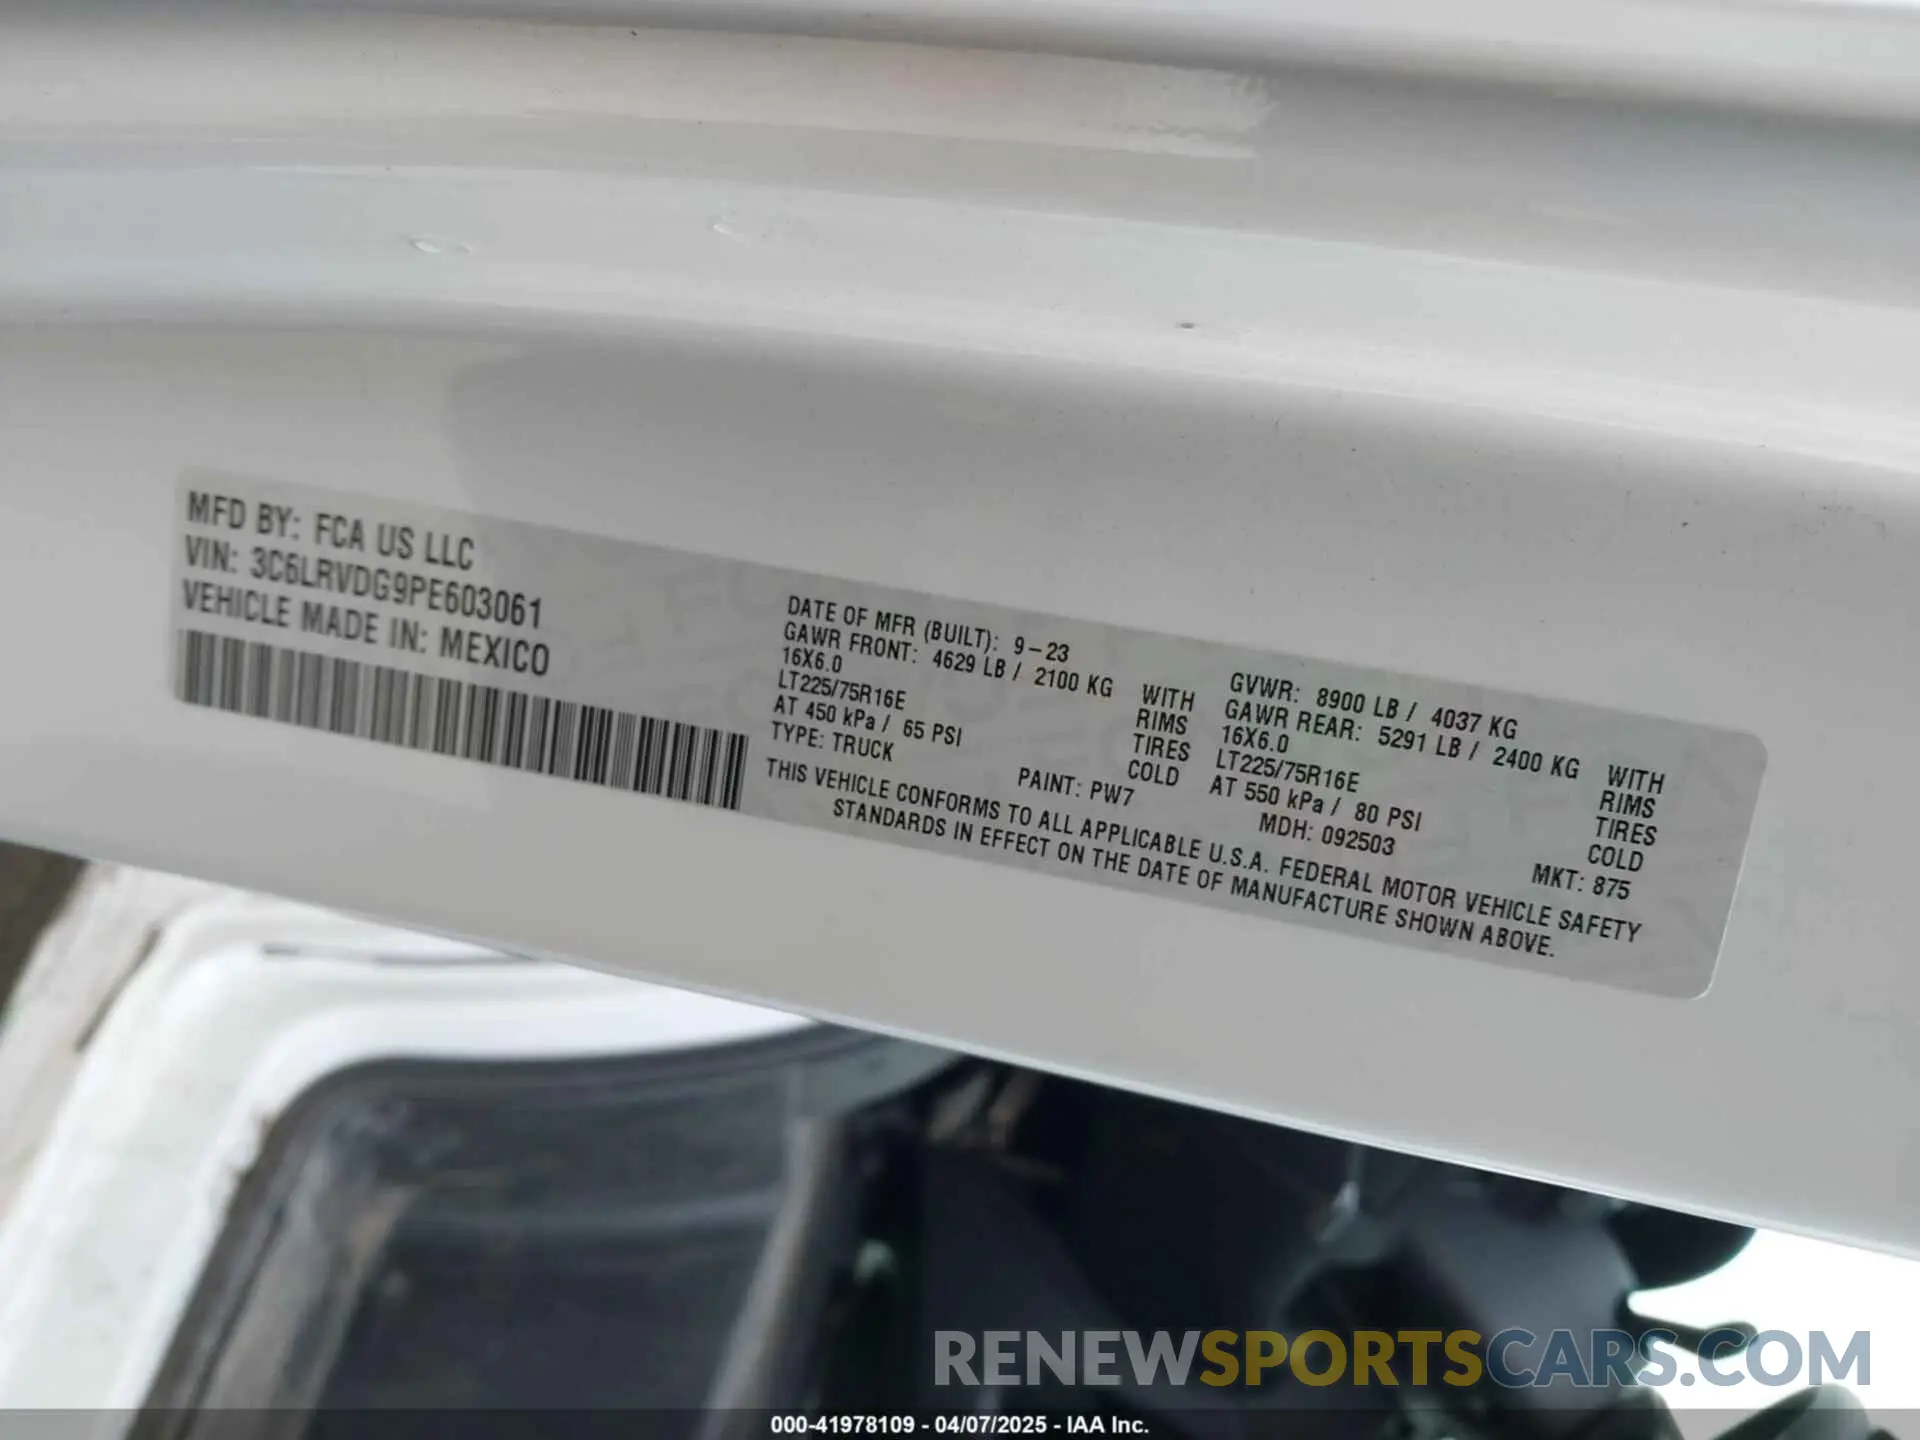 MFD BY: FCA US LLC
VIN: 3C6LRVDG9PE603061
VEHICLE MADE IN: MEXICO
DATE OF MFR (BUILT): 9-23
GVWR: 8900 LB / 4037 KG
GAWR FRONT: 4629 LB / 2100 KG WITH
16X6.0 RIMS
LT225/75R16E TIRES
AT 450 kPa / 65 PSI COLD
GAWR REAR: 5291 LB / 2400 KG WITH
16X6.0 RIMS
LT225/75R16E TIRES
AT 550 kPa / 80 PSI COLD
TYPE: TRUCK PAINT: PW7 MDH: 092503 MKT: 875
THIS VEHICLE CONFORMS TO ALL APPLICABLE U.S.A. FEDERAL MOTOR VEHICLE SAFETY
STANDARDS IN EFFECT ON THE DATE OF MANUFACTURE SHOWN ABOVE.
RENEWSPORTSCARS.COM
000-41978109 - 04/07/2025 - IAA Inc.